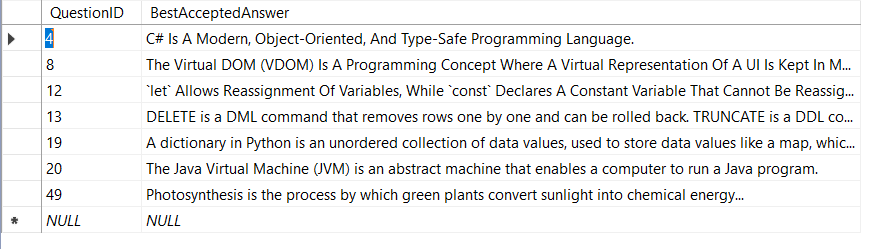 QuestionID BestAcceptedAnswer
4 C# Is A Modern, Object-Oriented, And Type-Safe Programming Language.
8 The Virtual DOM (VDOM) Is A Programming Concept Where A Virtual Representation Of A UI Is Kept In M...
12 `let` Allows Reassignment Of Variables, While `const` Declares A Constant Variable That Cannot Be Reassig...
13 DELETE is a DML command that removes rows one by one and can be rolled back. TRUNCATE is a DDL co...
19 A dictionary in Python is an unordered collection of data values, used to store data values like a map, whic...
20 The Java Virtual Machine (JVM) is an abstract machine that enables a computer to run a Java program.
49 Photosynthesis is the process by which green plants convert sunlight into chemical energy...
* NULL NULL